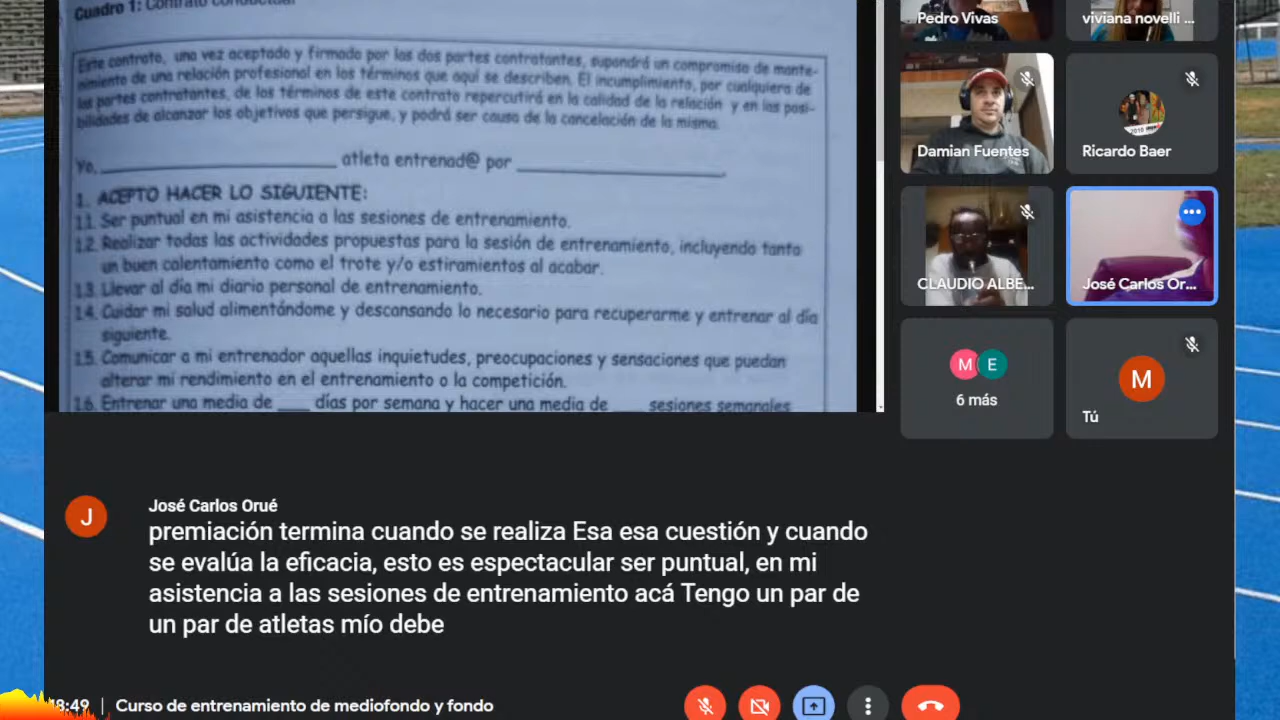 Cuadro 1: Contrato conductual
Este contrato, una vez aceptado y firmado por las dos partes contratantes, supondrá un compromiso de mante-
nimiento de una relación profesional en los términos que aquí se describen. El incumplimiento, por cualquiera de
las partes contratantes, de los términos de este contrato repercutirá en la calidad de la relación y en las posi-
bilidades de alcanzar los objetivos que persigue, y podrá ser causa de la cancelación de la misma.
Yo, ____________________ atleta entrenad@ por ____________________.
1. ACEPTO HACER LO SIGUIENTE:
1.1. Ser puntual en mi asistencia a las sesiones de entrenamiento.
1.2. Realizar todas las actividades propuestas para la sesión de entrenamiento, incluyendo tanto
un buen calentamiento como el trote y/o estiramientos al acabar.
1.3. Llevar al día mi diario personal de entrenamiento.
1.4. Cuidar mi salud alimentándome y descansando lo necesario para recuperarme y entrenar al día
siguiente.
1.5. Comunicar a mi entrenador aquellas inquietudes, preocupaciones y sensaciones que puedan
alterar mi rendimiento en el entrenamiento o la competición.
1.6. Entrenar una media de ____ días por semana y hacer una media de ____ sesiones semanales
Pedro Vivas
viviana novelli ...
Damian Fuentes
Ricardo Baer
2010
CLAUDIO ALBE...
José Carlos Or...
M
E
6 más
M
Tú
J
José Carlos Orué
premiación termina cuando se realiza Esa esa cuestión y cuando
se evalúa la eficacia, esto es espectacular ser puntual, en mi
asistencia a las sesiones de entrenamiento acá Tengo un par de
un par de atletas mío debe
18:49 | Curso de entrenamiento de mediofondo y fondo